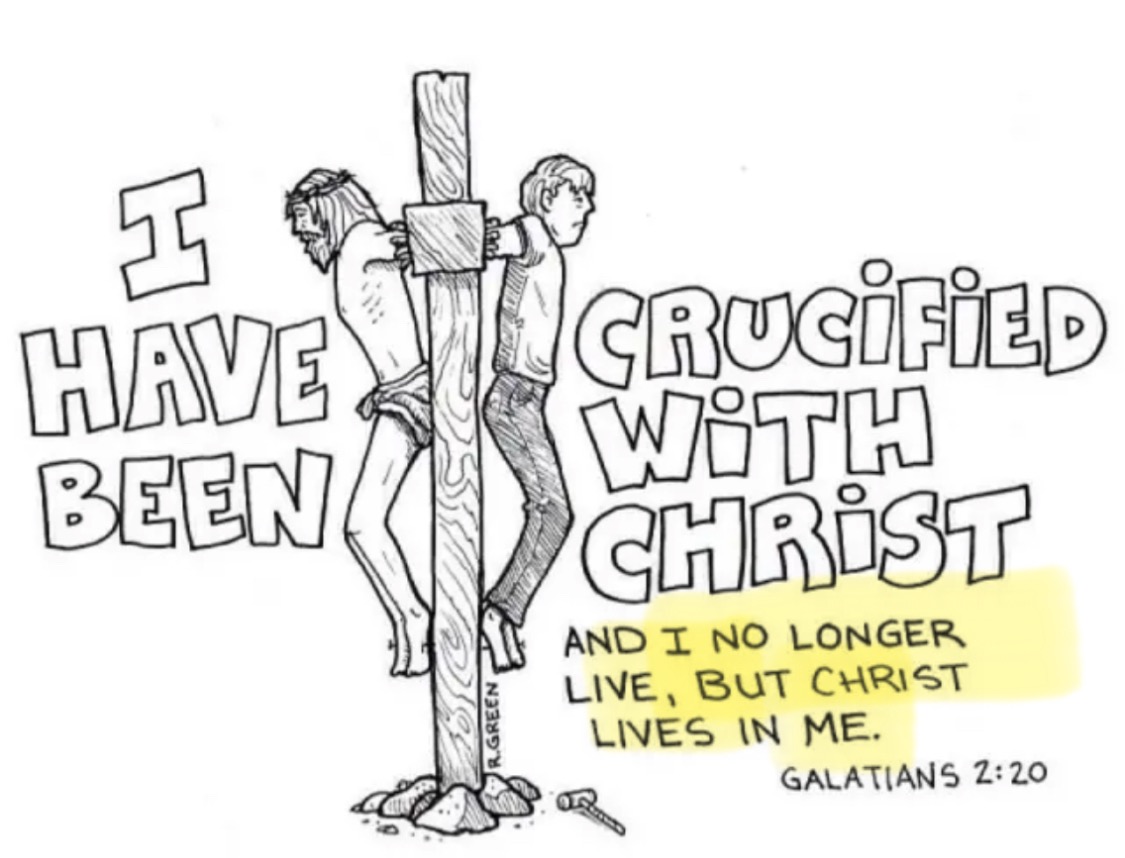 I
HAVE
BEEN
CRUCiFiED
WiTH
CHRiST
AND I NO LONGER
LIVE, BUT CHRIST
LIVES IN ME.
GALATIANS 2:20
R.GREEN